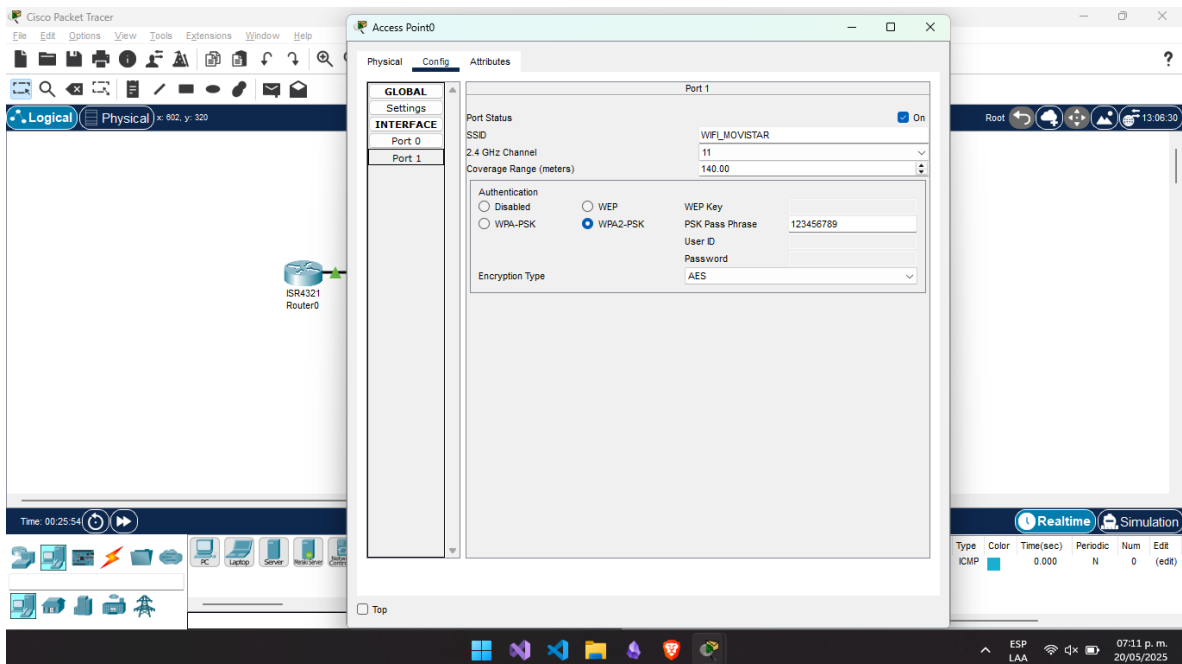 Cisco Packet Tracer
File Edit Options View Tools Extensions Window Help
?
Logical Physical x: 602, y: 320
Root 13:06:30
Access Point0
Physical Config Attributes
GLOBAL
Settings
INTERFACE
Port 0
Port 1
Port 1
Port Status On
SSID WIFI_MOVISTAR
2.4 GHz Channel 11
Coverage Range (meters) 140.00
Authentication
Disabled WEP WEP Key
WPA-PSK WPA2-PSK PSK Pass Phrase 123456789
User ID
Password
Encryption Type AES
Top
ISR4321
Router0
Time: 00:25:54
Realtime Simulation
PC Laptop Server
Type Color Time(sec) Periodic Num Edit
ICMP 0.000 N 0 (edit)
ESP
LAA
07:11 p. m.
20/05/2025